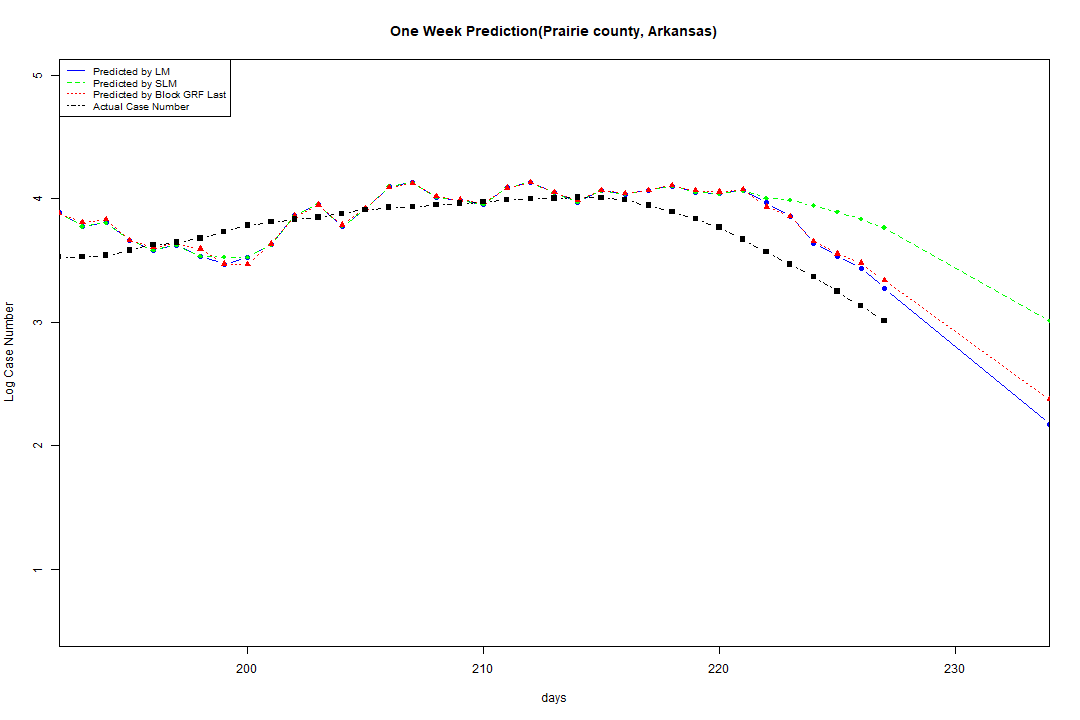 One Week Prediction(Prairie county, Arkansas)
Predicted by LM
Predicted by SLM
Predicted by Block GRF Last
Actual Case Number
5
4
3
2
1
Log Case Number
200 210 220 230
days